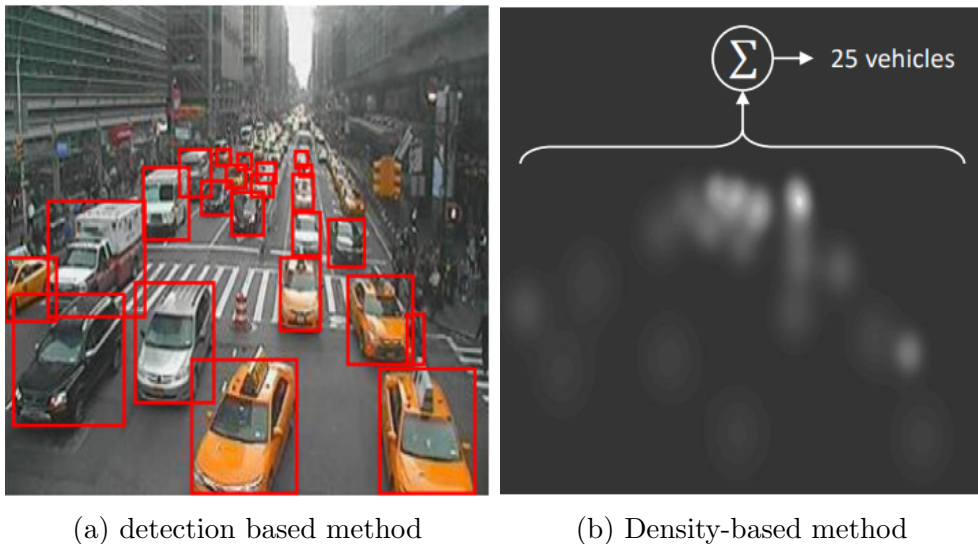 ∑ 25 vehicles
(a) detection based method
(b) Density-based method